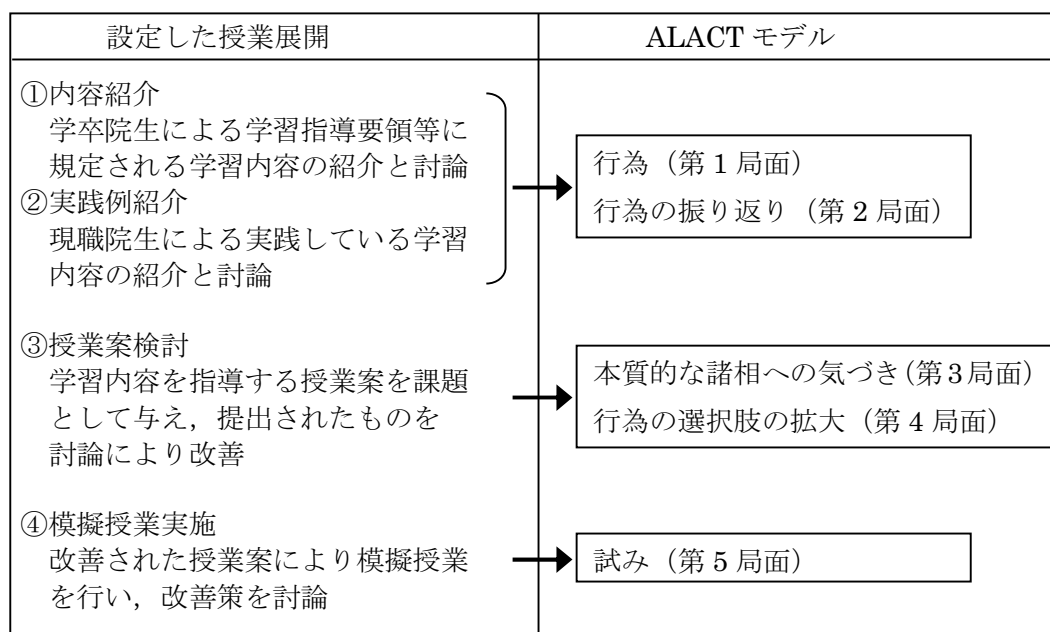 設定した授業展開
ALACT モデル
①内容紹介
学卒院生による学習指導要領等に
規定される学習内容の紹介と討論
②実践例紹介
現職院生による実践している学習
内容の紹介と討論
行為（第 1 局面）
行為の振り返り（第 2 局面）
③授業案検討
学習内容を指導する授業案を課題
として与え，提出されたものを
討論により改善
本質的な諸相への気づき（第３局面）
行為の選択肢の拡大（第 4 局面）
④模擬授業実施
改善された授業案により模擬授業
を行い，改善策を討論
試み（第 5 局面）